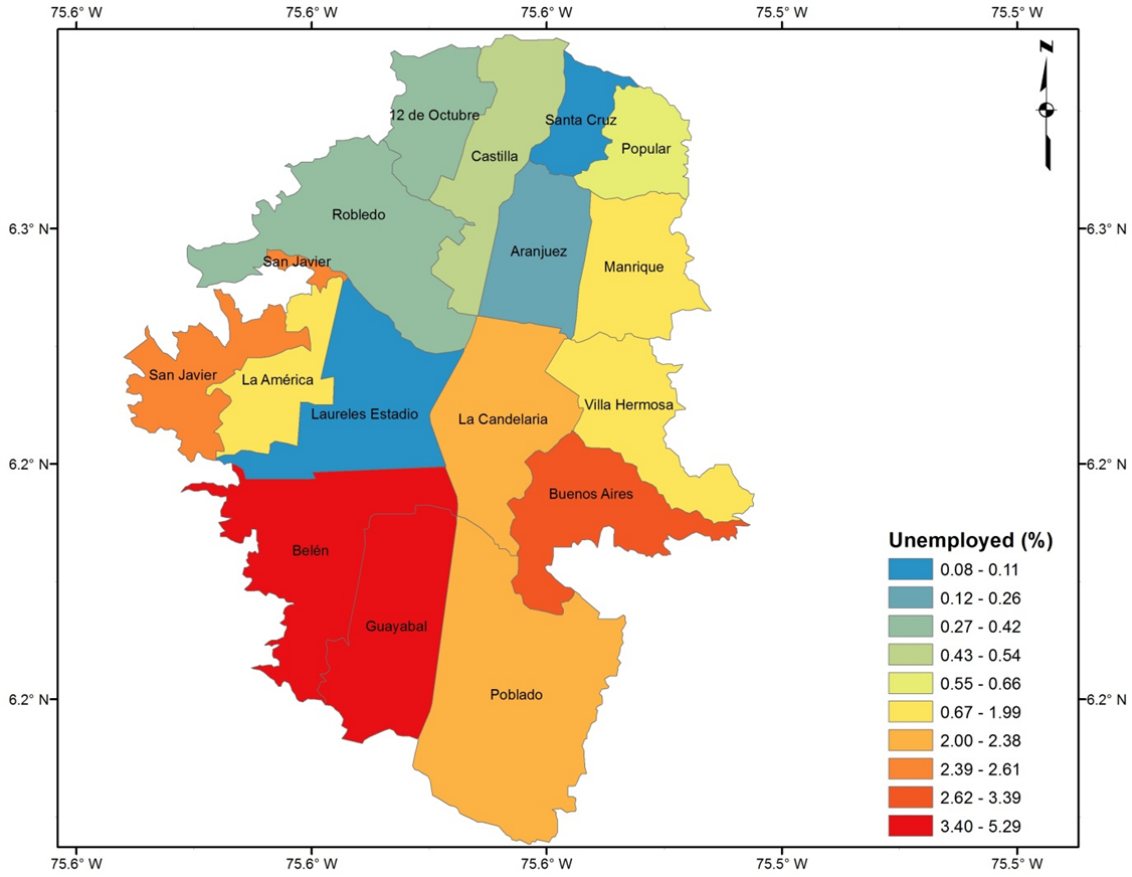 75.6° W 75.6° W 75.6° W 75.5° W 75.5° W
N
12 de Octubre
Santa Cruz
Popular
Castilla
Robledo
6.3° N 6.3° N
Aranjuez
San Javier
Manrique
San Javier
La América
Villa Hermosa
Laureles Estadio
La Candelaria
6.2° N 6.2° N
Buenos Aires
Belén
Guayabal
Poblado
6.2° N 6.2° N
Unemployed (%)
0.08 - 0.11
0.12 - 0.26
0.27 - 0.42
0.43 - 0.54
0.55 - 0.66
0.67 - 1.99
2.00 - 2.38
2.39 - 2.61
2.62 - 3.39
3.40 - 5.29
75.6° W 75.6° W 75.6° W 75.5° W 75.5° W